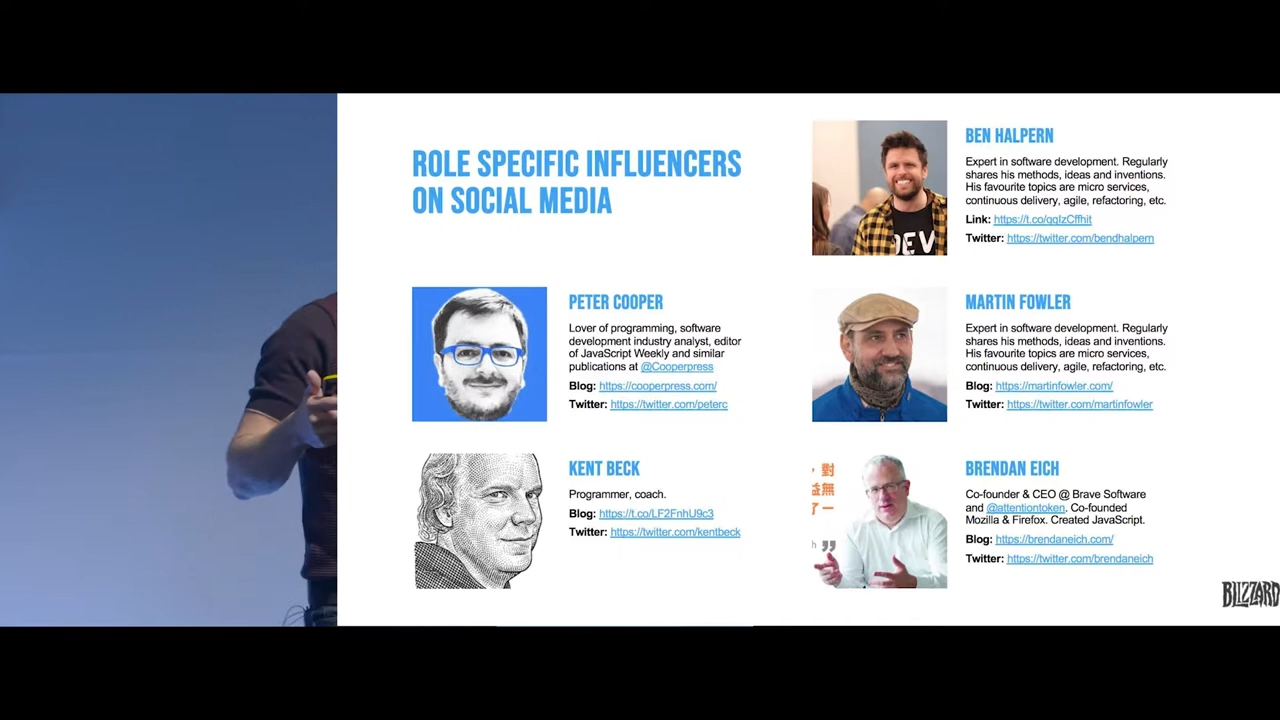 ROLE SPECIFIC INFLUENCERS
ON SOCIAL MEDIA
BEN HALPERN
Expert in software development. Regularly
shares his methods, ideas and inventions.
His favourite topics are micro services,
continuous delivery, agile, refactoring, etc.
Link: https://t.co/qqIzCffhit
Twitter: https://twitter.com/bendhalpern
DEV
PETER COOPER
Lover of programming, software
development industry analyst, editor
of JavaScript Weekly and similar
publications at @Cooperpress
Blog: https://cooperpress.com/
Twitter: https://twitter.com/peterc
MARTIN FOWLER
Expert in software development. Regularly
shares his methods, ideas and inventions.
His favourite topics are micro services,
continuous delivery, agile, refactoring, etc.
Blog: https://martinfowler.com/
Twitter: https://twitter.com/martinfowler
KENT BECK
Programmer, coach.
Blog: https://t.co/LF2FnhU9c3
Twitter: https://twitter.com/kentbeck
，對
益無
了一
h ”
BRENDAN EICH
Co-founder & CEO @ Brave Software
and @attentiontoken. Co-founded
Mozilla & Firefox. Created JavaScript.
Blog: https://brendaneich.com/
Twitter: https://twitter.com/brendaneich
BLIZZARD